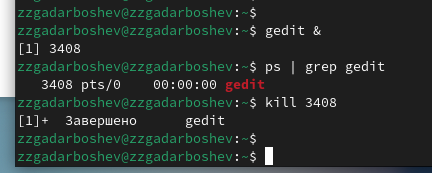 zzgadarboshev@zzgadarboshev:~$
zzgadarboshev@zzgadarboshev:~$ gedit &
[1] 3408
zzgadarboshev@zzgadarboshev:~$ ps | grep gedit
   3408 pts/0    00:00:00 gedit
zzgadarboshev@zzgadarboshev:~$ kill 3408
[1]+  Завершено      gedit
zzgadarboshev@zzgadarboshev:~$
zzgadarboshev@zzgadarboshev:~$